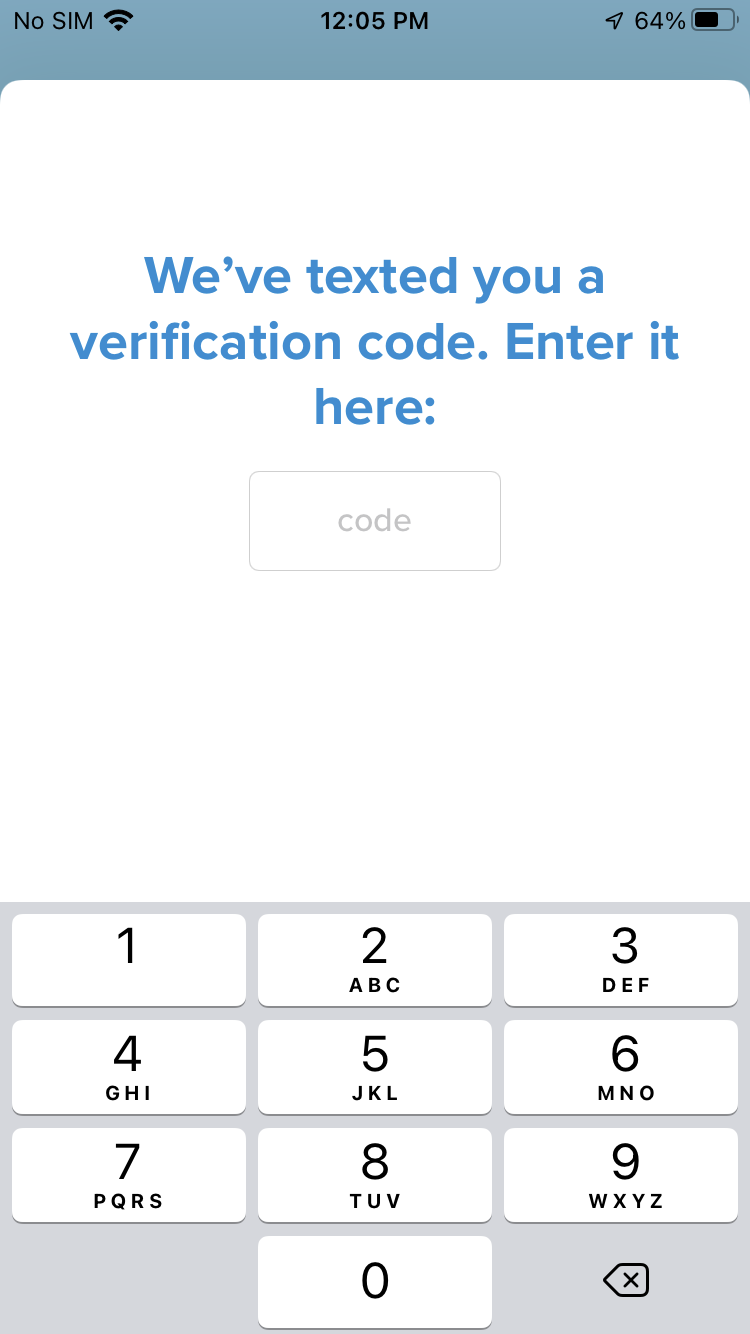 No SIM 12:05 PM 64%
We’ve texted you a
verification code. Enter it
here:
code
1 2 3
ABC DEF
4 5 6
GHI JKL MNO
7 8 9
PQRS TUV WXYZ
0